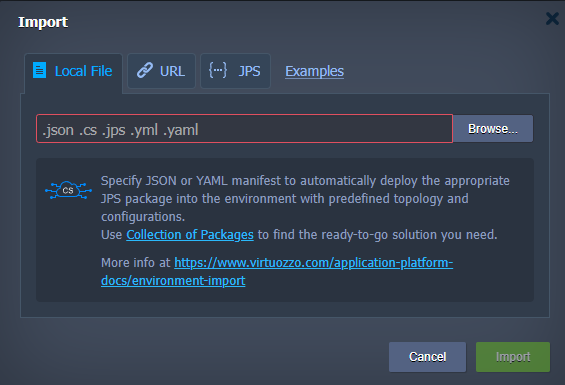 Import
Local File URL {···} JPS Examples
.json .cs .jps .yml .yaml Browse...
CS
Specify JSON or YAML manifest to automatically deploy the appropriate
JPS package into the environment with predefined topology and
configurations.
Use Collection of Packages to find the ready-to-go solution you need.
More info at https://www.virtuozzo.com/application-platform-
docs/environment-import
Cancel Import